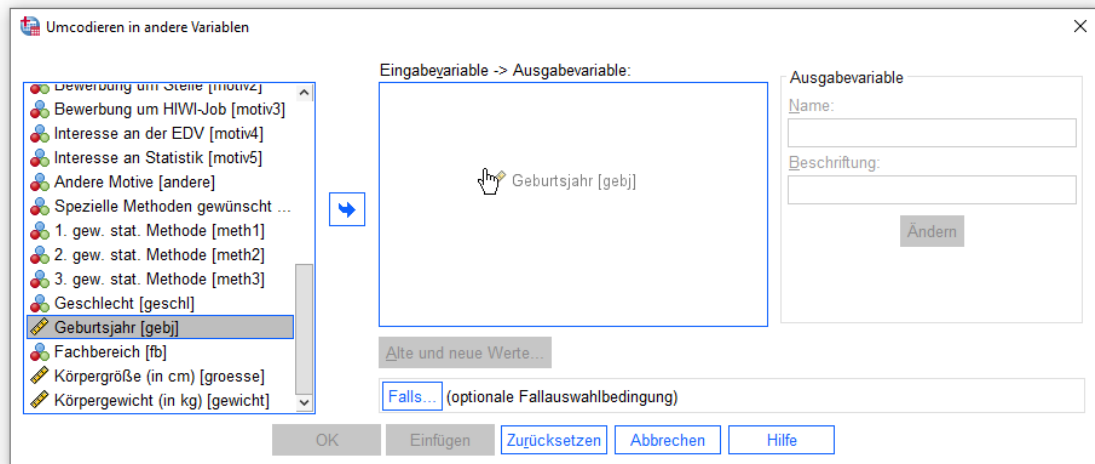 Umcodieren in andere Variablen
Bewerbung um Stelle [motiv2]
Bewerbung um HIWI-Job [motiv3]
Interesse an der EDV [motiv4]
Interesse an Statistik [motiv5]
Andere Motive [andere]
Spezielle Methoden gewünscht ...
1. gew. stat. Methode [meth1]
2. gew. stat. Methode [meth2]
3. gew. stat. Methode [meth3]
Geschlecht [geschl]
Geburtsjahr [gebj]
Fachbereich [fb]
Körpergröße (in cm) [groesse]
Körpergewicht (in kg) [gewicht]
Eingabevariable -> Ausgabevariable:
Geburtsjahr [gebj]
Alte und neue Werte...
Falls... (optionale Fallauswahlbedingung)
Ausgabevariable
Name:
Beschriftung:
Ändern
OK Einfügen Zurücksetzen Abbrechen Hilfe